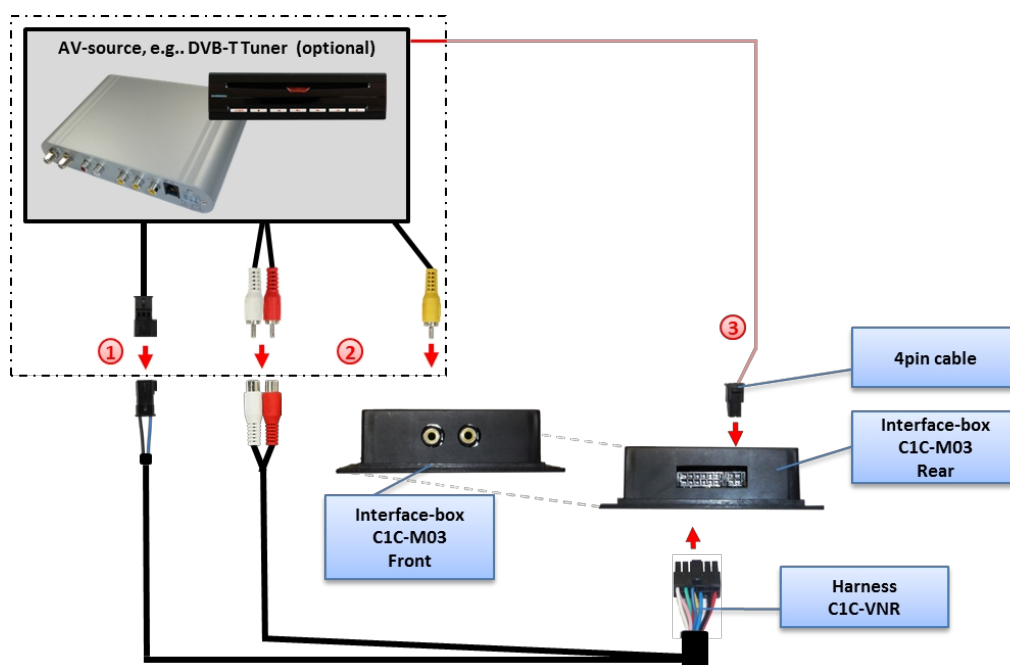 AV-source, e.g.. DVB-T Tuner (optional)
1
2
3
4pin cable
Interface-box
C1C-M03
Rear
Interface-box
C1C-M03
Front
Harness
C1C-VNR